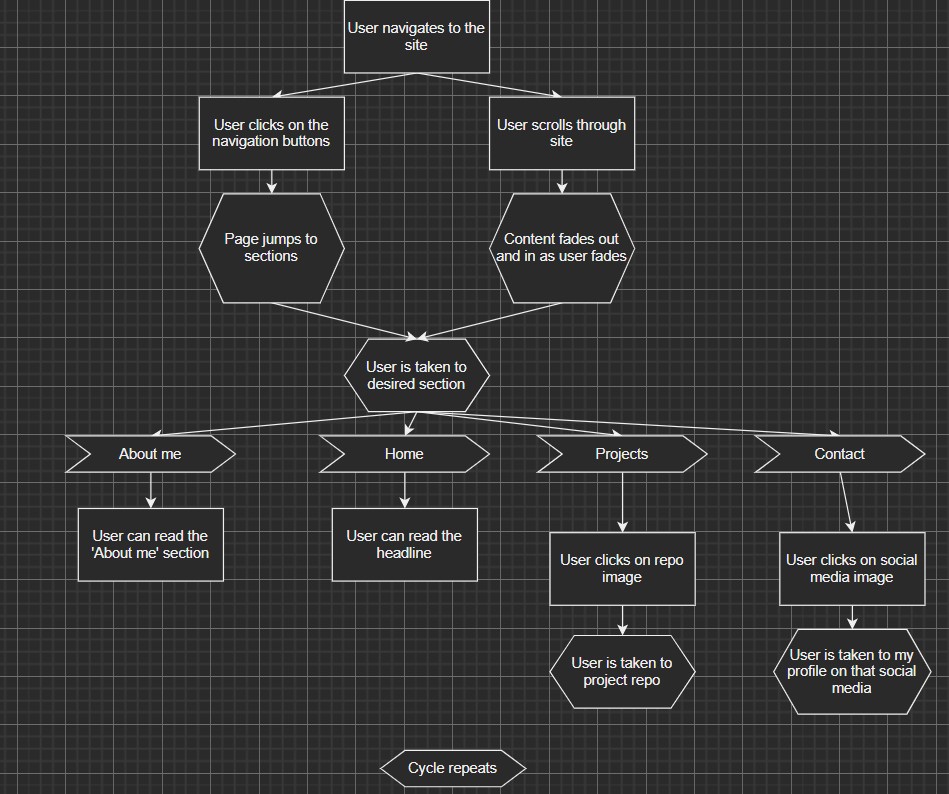 User navigates to the
site
User clicks on the
navigation buttons
User scrolls through
site
Page jumps to
sections
Content fades out
and in as user fades
User is taken to
desired section
About me
Home
Projects
Contact
User can read the
'About me' section
User can read the
headline
User clicks on repo
image
User clicks on social
media image
User is taken to
project repo
User is taken to my
profile on that social
media
Cycle repeats